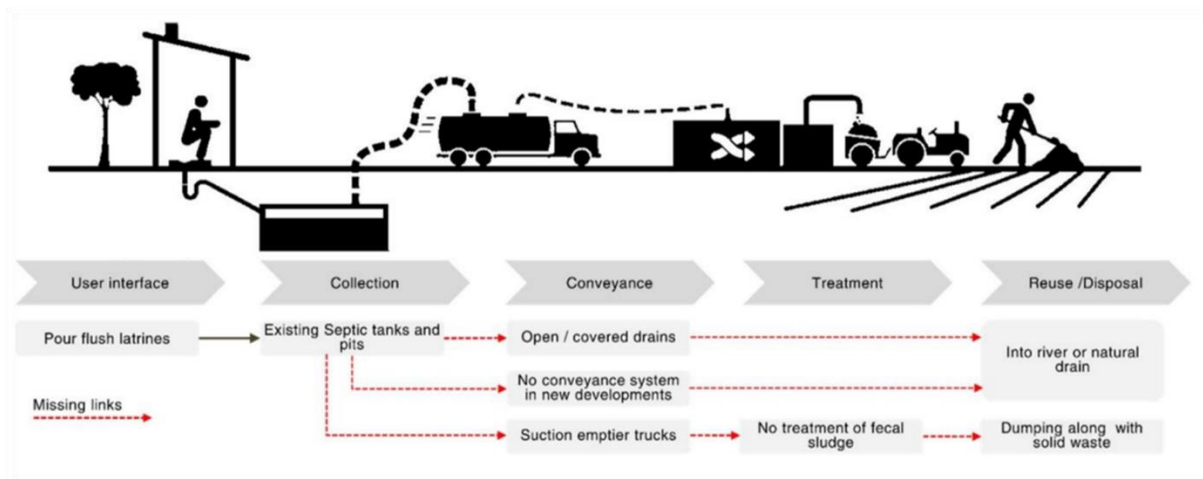 User interface
Collection
Conveyance
Treatment
Reuse /Disposal
Pour flush latrines
Existing Septic tanks and
pits
Open / covered drains
Into river or natural
drain
No conveyance system
in new developments
Missing links
Suction emptier trucks
No treatment of fecal
sludge
Dumping along with
solid waste